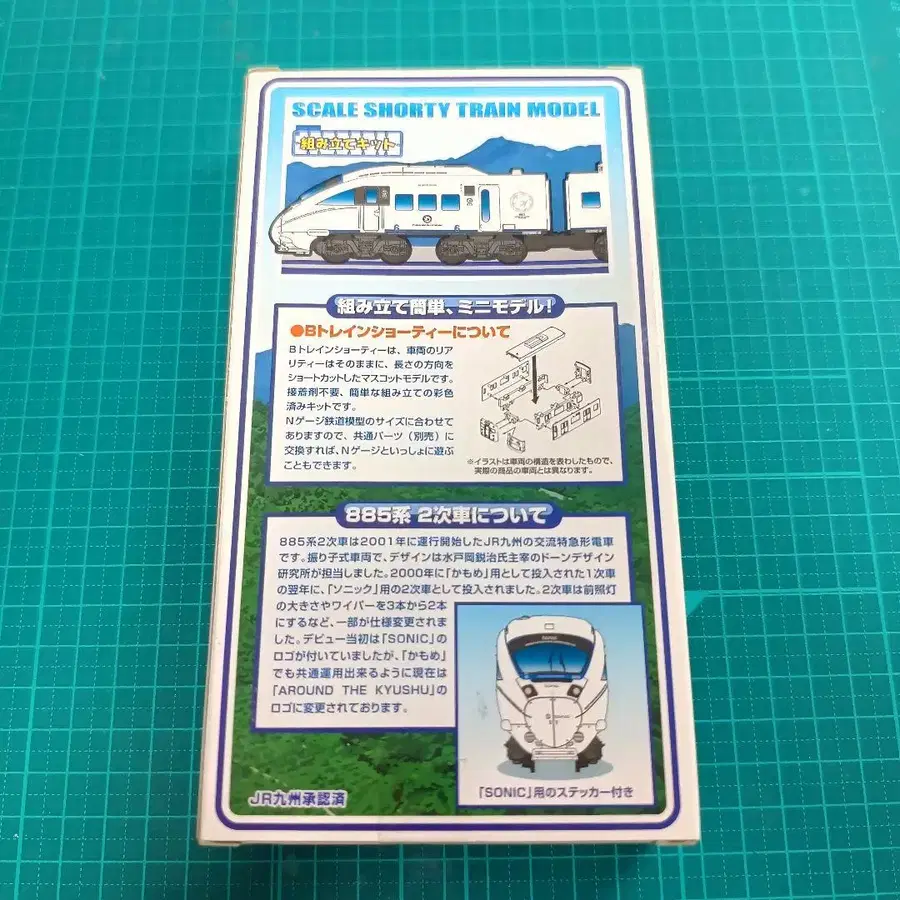 SCALE SHORTY TRAIN MODEL
組み立てキット
組み立て簡単、ミニモデル！
●Bトレインショーティーについて
Bトレインショーティーは、車両のリア
リティーはそのままに、長さの方向を
ショートカットしたマスコットモデルです。
接着剤不要、簡単な組み立ての彩色
済みキットです。
Nゲージ鉄道模型のサイズに合わせて
ありますので、共通パーツ（別売）に
交換すれば、Nゲージといっしょに遊ぶ
こともできます。
※イラストは車両の構造を表わしたもので、
実際の商品の車両とは異なります。
885系 2次車について
885系2次車は2001年に運行開始したJR九州の交流特急形電車
です。振り子式車両で、デザインは水戸岡鋭治氏主宰のドーンデザイン
研究所が担当しました。2000年に「かもめ」用として投入された1次車
の翌年に、「ソニック」用の2次車として投入されました。2次車は前照灯
の大きさやワイパーを3本から2本
にするなど、一部が仕様変更されて
ました。デビュー当初は「SONIC」の
ロゴが付いていましたが、「かもめ」
でも共通運用出来るように現在は
「AROUND THE KYUSHU」の
ロゴに変更されております。
「SONIC」用のステッカー付き
JR九州承認済